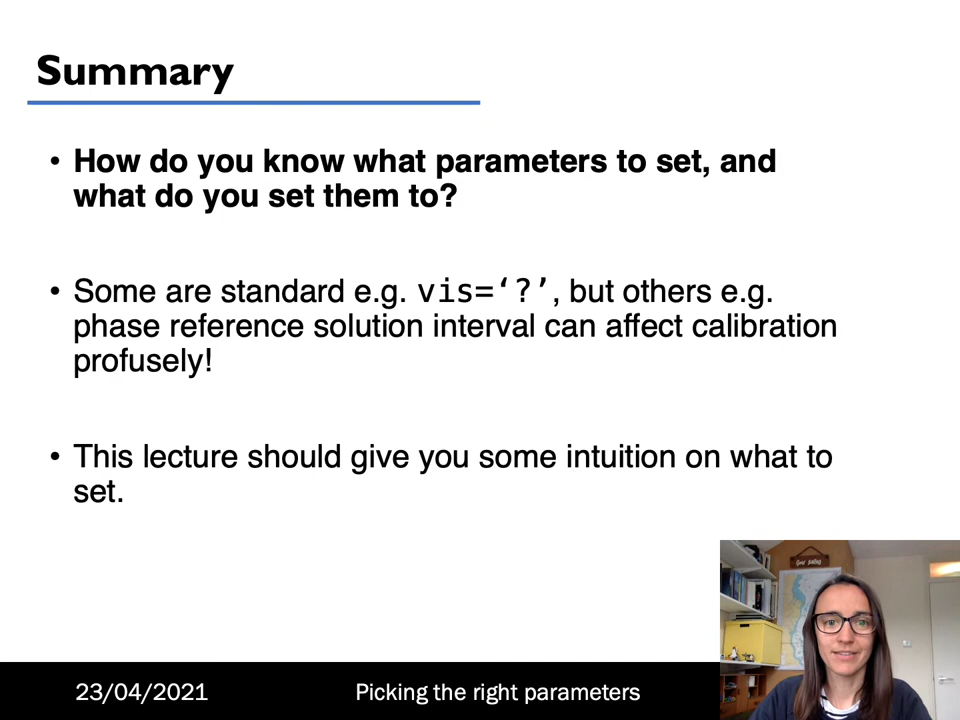 Summary
• How do you know what parameters to set, and
what do you set them to?
• Some are standard e.g. vis=‘?’, but others e.g.
phase reference solution interval can affect calibration
profusely!
• This lecture should give you some intuition on what to
set.
23/04/2021
Picking the right parameters